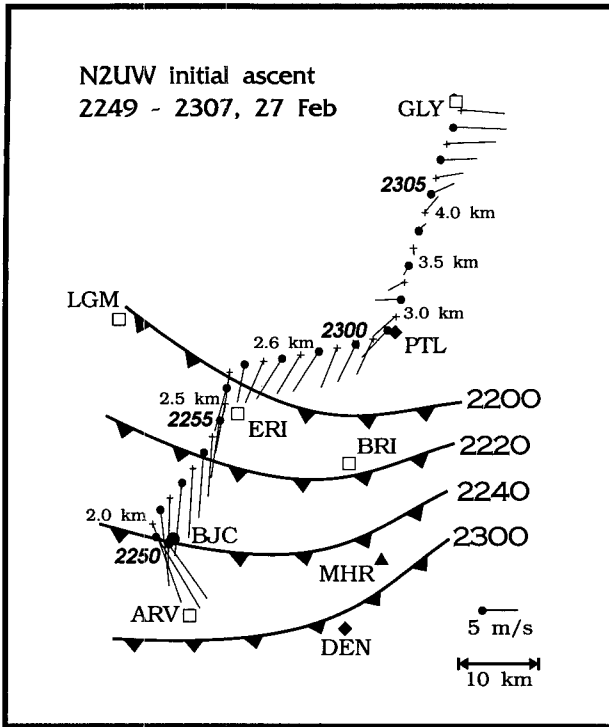 N2UW initial ascent
2249 - 2307, 27 Feb
GLY
2305
4.0 km
3.5 km
LGM
3.0 km
2300
2.6 km
PTL
2.5 km
2200
2255
ERI
2220
BRI
2240
2.0 km
BJC
2300
2250
MHR
ARV
5 m/s
DEN
10 km